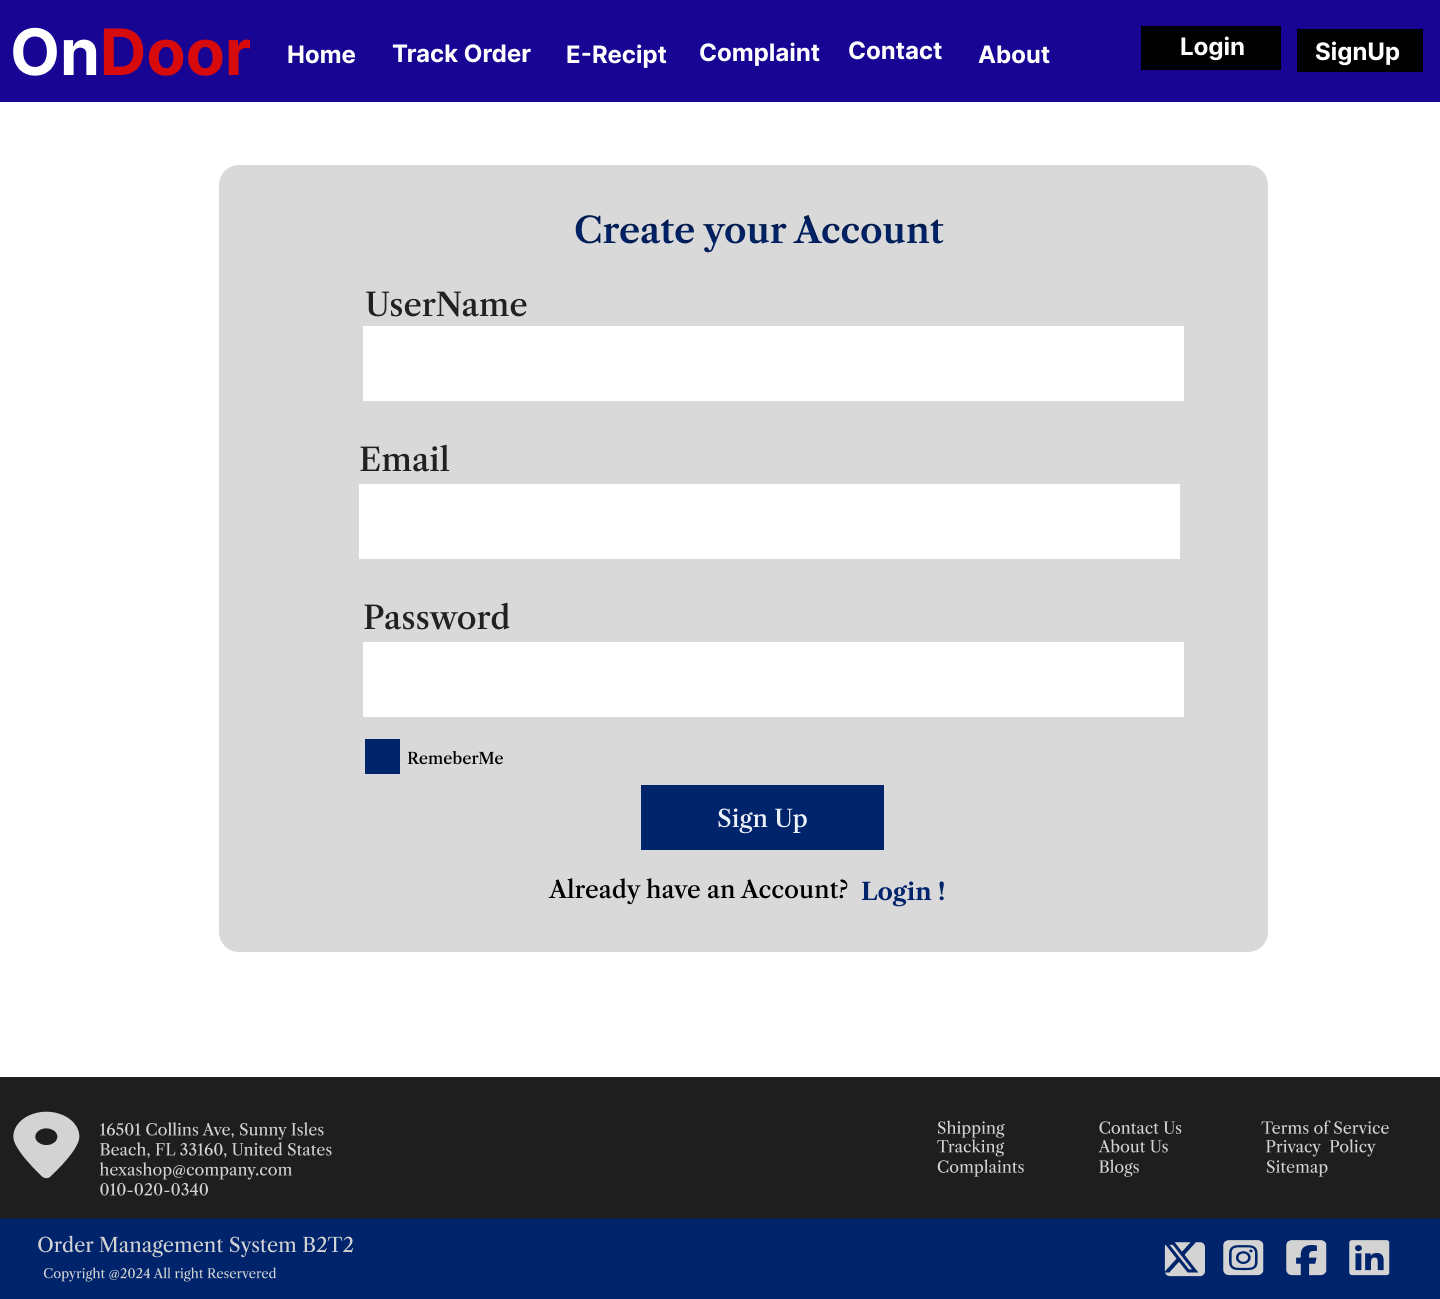 OnDoor
Home Track Order E-Recipt Complaint Contact About Login SignUp
Create your Account
UserName
Email
Password
RemeberMe
Sign Up
Already have an Account? Login !
16501 Collins Ave, Sunny Isles
Beach, FL 33160, United States
hexashop@company.com
010-020-0340
Shipping
Tracking
Complaints
Contact Us
About Us
Blogs
Terms of Service
Privacy Policy
Sitemap
Order Management System B2T2
Copyright @2024 All right Reservered